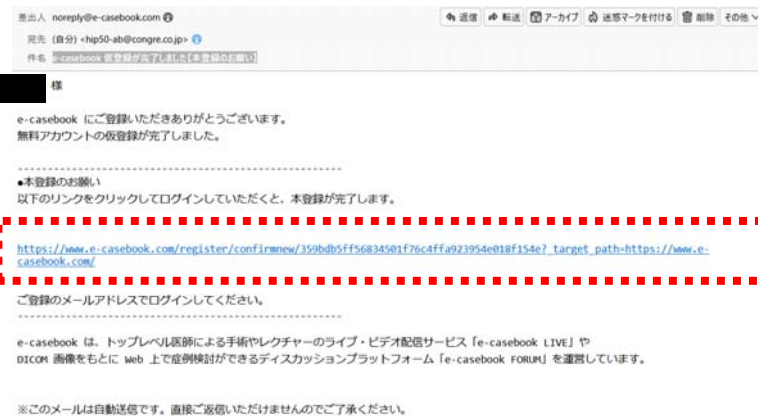 差出人 noreply@e-casebook.com
返信 転送 アーカイブ 迷惑マークを付ける 削除 その他
宛先 (自分) <hip50-ab@congre.co.jp>
件名 e-casebook 仮登録が完了しました【本登録のお願い】
様
e-casebook にご登録いただきありがとうございます。
無料アカウントの仮登録が完了しました。
------------------------------------------------------
●本登録のお願い
以下のリンクをクリックしてログインしていただくと、本登録が完了します。
https://www.e-casebook.com/register/confirmnew/359bdb5ff56834501f76c4ffa923954e018f154e?_target_path=https://www.e-
casebook.com/
ご登録のメールアドレスでログインしてください。
------------------------------------------------------
e-casebook は、トップレベル医師による手術やレクチャーのライブ・ビデオ配信サービス「e-casebook LIVE」や
DICOM 画像をもとに Web 上で症例検討ができるディスカッションプラットフォーム「e-casebook FORUM」を運営しています。
※このメールは自動送信です。直接ご返信いただけませんのでご了承ください。